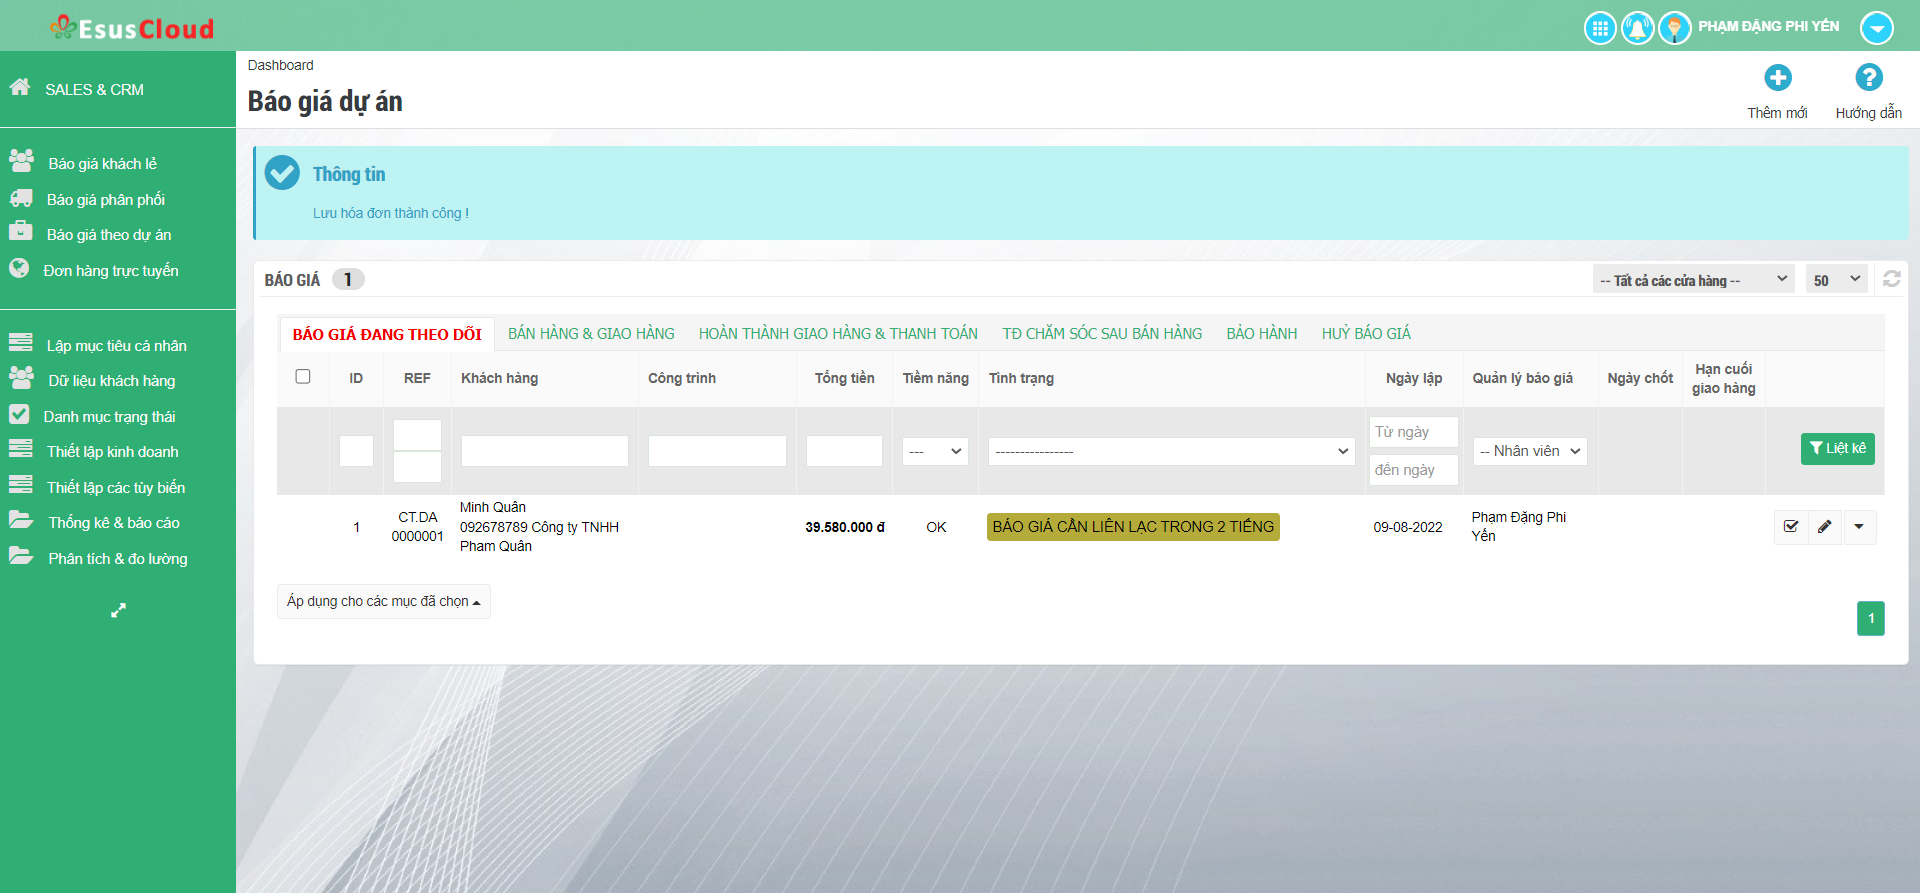 EsusCloud
PHẠM ĐẶNG PHI YẾN
SALES & CRM
Báo giá khách lẻ
Báo giá phân phối
Báo giá theo dự án
Đơn hàng trực tuyến
Lập mục tiêu cá nhân
Dữ liệu khách hàng
Danh mục trạng thái
Thiết lập kinh doanh
Thiết lập các tùy biến
Thống kê & báo cáo
Phân tích & đo lường
Dashboard
Báo giá dự án
Thêm mới
Hướng dẫn
Thông tin
Lưu hóa đơn thành công !
BÁO GIÁ 1
-- Tất cả các cửa hàng --
50
BÁO GIÁ ĐANG THEO DÕI BÁN HÀNG & GIAO HÀNG HOÀN THÀNH GIAO HÀNG & THANH TOÁN TĐ CHĂM SÓC SAU BÁN HÀNG BẢO HÀNH HUỶ BÁO GIÁ
ID REF Khách hàng Công trình Tổng tiền Tiềm năng Tình trạng Ngày lập Quản lý báo giá Ngày chốt Hạn cuối
giao hàng
---
----------------
Từ ngày
đến ngày
-- Nhân viên
Liệt kê
1
CT.DA
0000001
Minh Quân
092678789 Công ty TNHH
Pham Quân
39.580.000 đ
OK
BÁO GIÁ CẦN LIÊN LẠC TRONG 2 TIẾNG
09-08-2022
Phạm Đặng Phi
Yến
Áp dụng cho các mục đã chọn
1